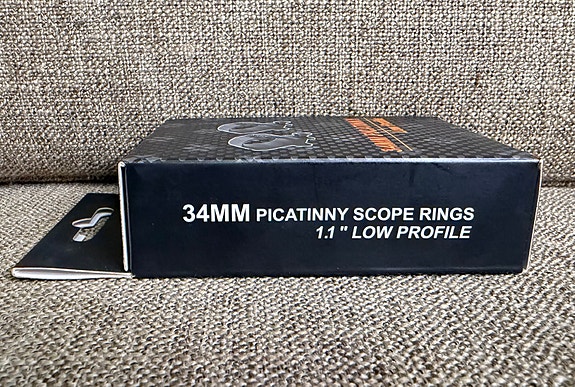 34MM PICATINNY SCOPE RINGS
1.1" LOW PROFILE